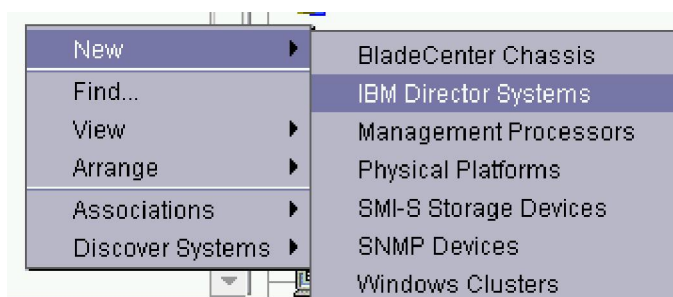 New
Find...
View
Arrange
Associations
Discover Systems
BladeCenter Chassis
IBM Director Systems
Management Processors
Physical Platforms
SMI-S Storage Devices
SNMP Devices
Windows Clusters